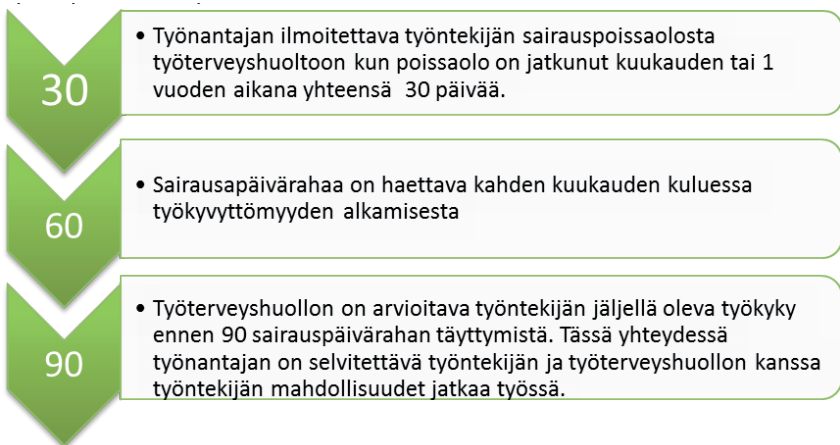 30
• Työnantajan ilmoitettava työntekijän sairauspoissaolosta
työterveyshuoltoon kun poissaolo on jatkunut kuukauden tai 1
vuoden aikana yhteensä 30 päivää.
60
• Sairausapäivärahaa on haettava kahden kuukauden kuluessa
työkyvyttömyyden alkamisesta
90
• Työterveyshuollon on arvioitava työntekijän jäljellä oleva työkyky
ennen 90 sairauspäivärahan täyttymistä. Tässä yhteydessä
työnantajan on selvitettävä työntekijän ja työterveyshuollon kanssa
työntekijän mahdollisuudet jatkaa työssä.